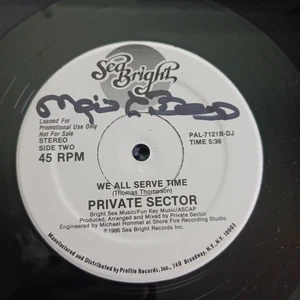 Sea Bright
Loaned For
Promotional Use Only
Not For Sale
STEREO
SIDE TWO
45 RPM
PAL-7121B-DJ
TIME 5:36
WE ALL SERVE TIME
(Thomas Thompson)
PRIVATE SECTOR
Bright Sea Music/Fun Key Music/ASCAP
Produced, Arranged and Mixed by Private Sector
Engineered by Michael Hommel at Shore Fire Recording Studio
©1986 Sea Bright Records Inc.
Manufactured and Distributed by Profile Records, Inc., 740 Broadway, N.Y., N.Y. 10003